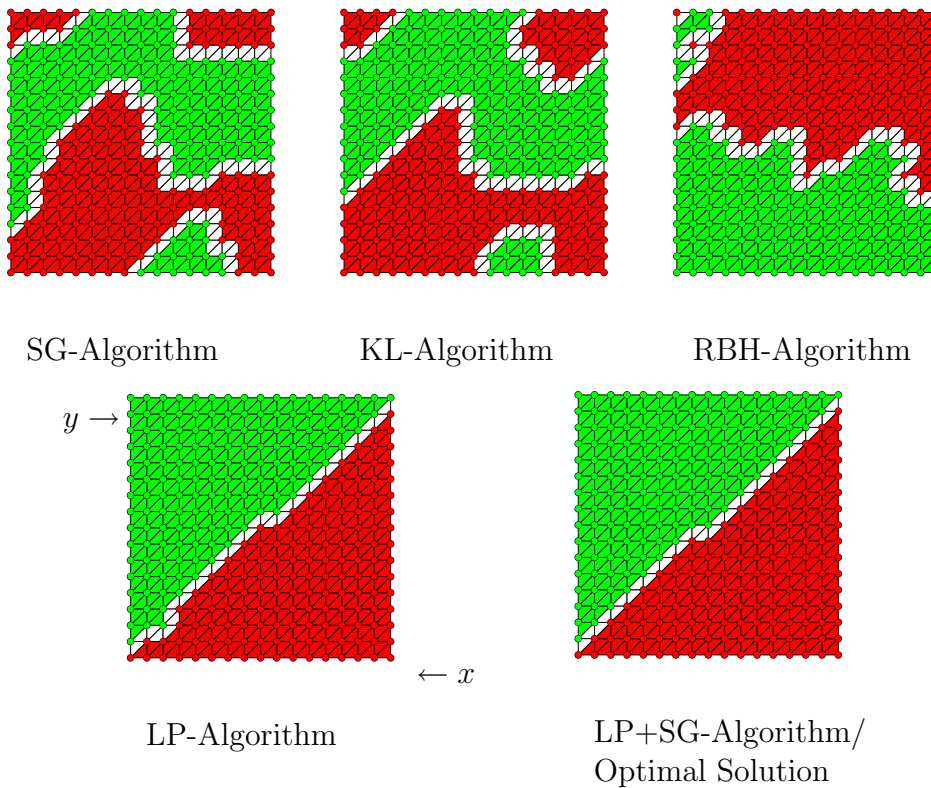 SG-Algorithm
KL-Algorithm
RBH-Algorithm
y →
← x
LP-Algorithm
LP+SG-Algorithm/
Optimal Solution